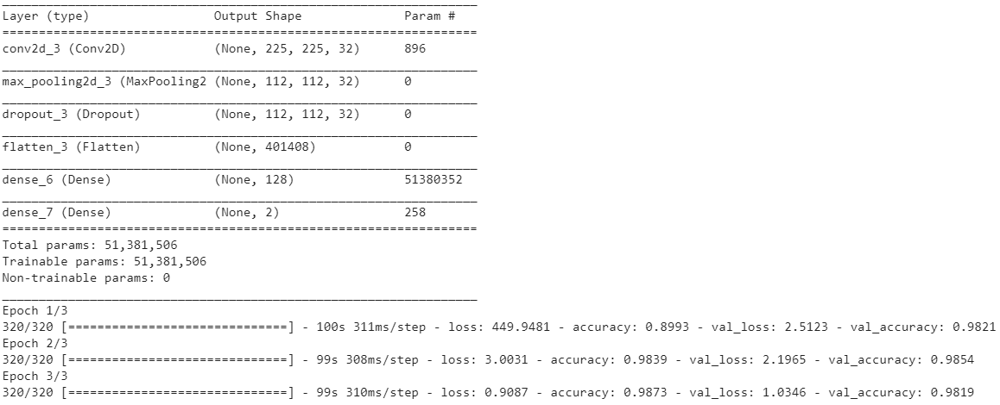 _________________________________________________________________
Layer (type)                 Output Shape              Param #
=================================================================
conv2d_3 (Conv2D)            (None, 225, 225, 32)      896
_________________________________________________________________
max_pooling2d_3 (MaxPooling2 (None, 112, 112, 32)      0
_________________________________________________________________
dropout_3 (Dropout)          (None, 112, 112, 32)      0
_________________________________________________________________
flatten_3 (Flatten)          (None, 401408)            0
_________________________________________________________________
dense_6 (Dense)              (None, 128)               51380352
_________________________________________________________________
dense_7 (Dense)              (None, 2)                 258
=================================================================
Total params: 51,381,506
Trainable params: 51,381,506
Non-trainable params: 0
_________________________________________________________________
Epoch 1/3
320/320 [==============================] - 100s 311ms/step - loss: 449.9481 - accuracy: 0.8993 - val_loss: 2.5123 - val_accuracy: 0.9821
Epoch 2/3
320/320 [==============================] - 99s 308ms/step - loss: 3.0031 - accuracy: 0.9839 - val_loss: 2.1965 - val_accuracy: 0.9854
Epoch 3/3
320/320 [==============================] - 99s 310ms/step - loss: 0.9087 - accuracy: 0.9873 - val_loss: 1.0346 - val_accuracy: 0.9819